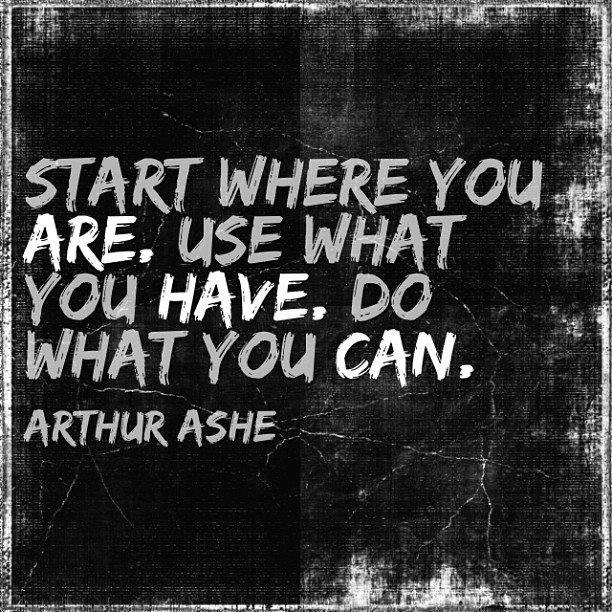 START WHERE YOU
ARE. USE WHAT
YOU HAVE. DO
WHAT YOU CAN.
ARTHUR ASHE